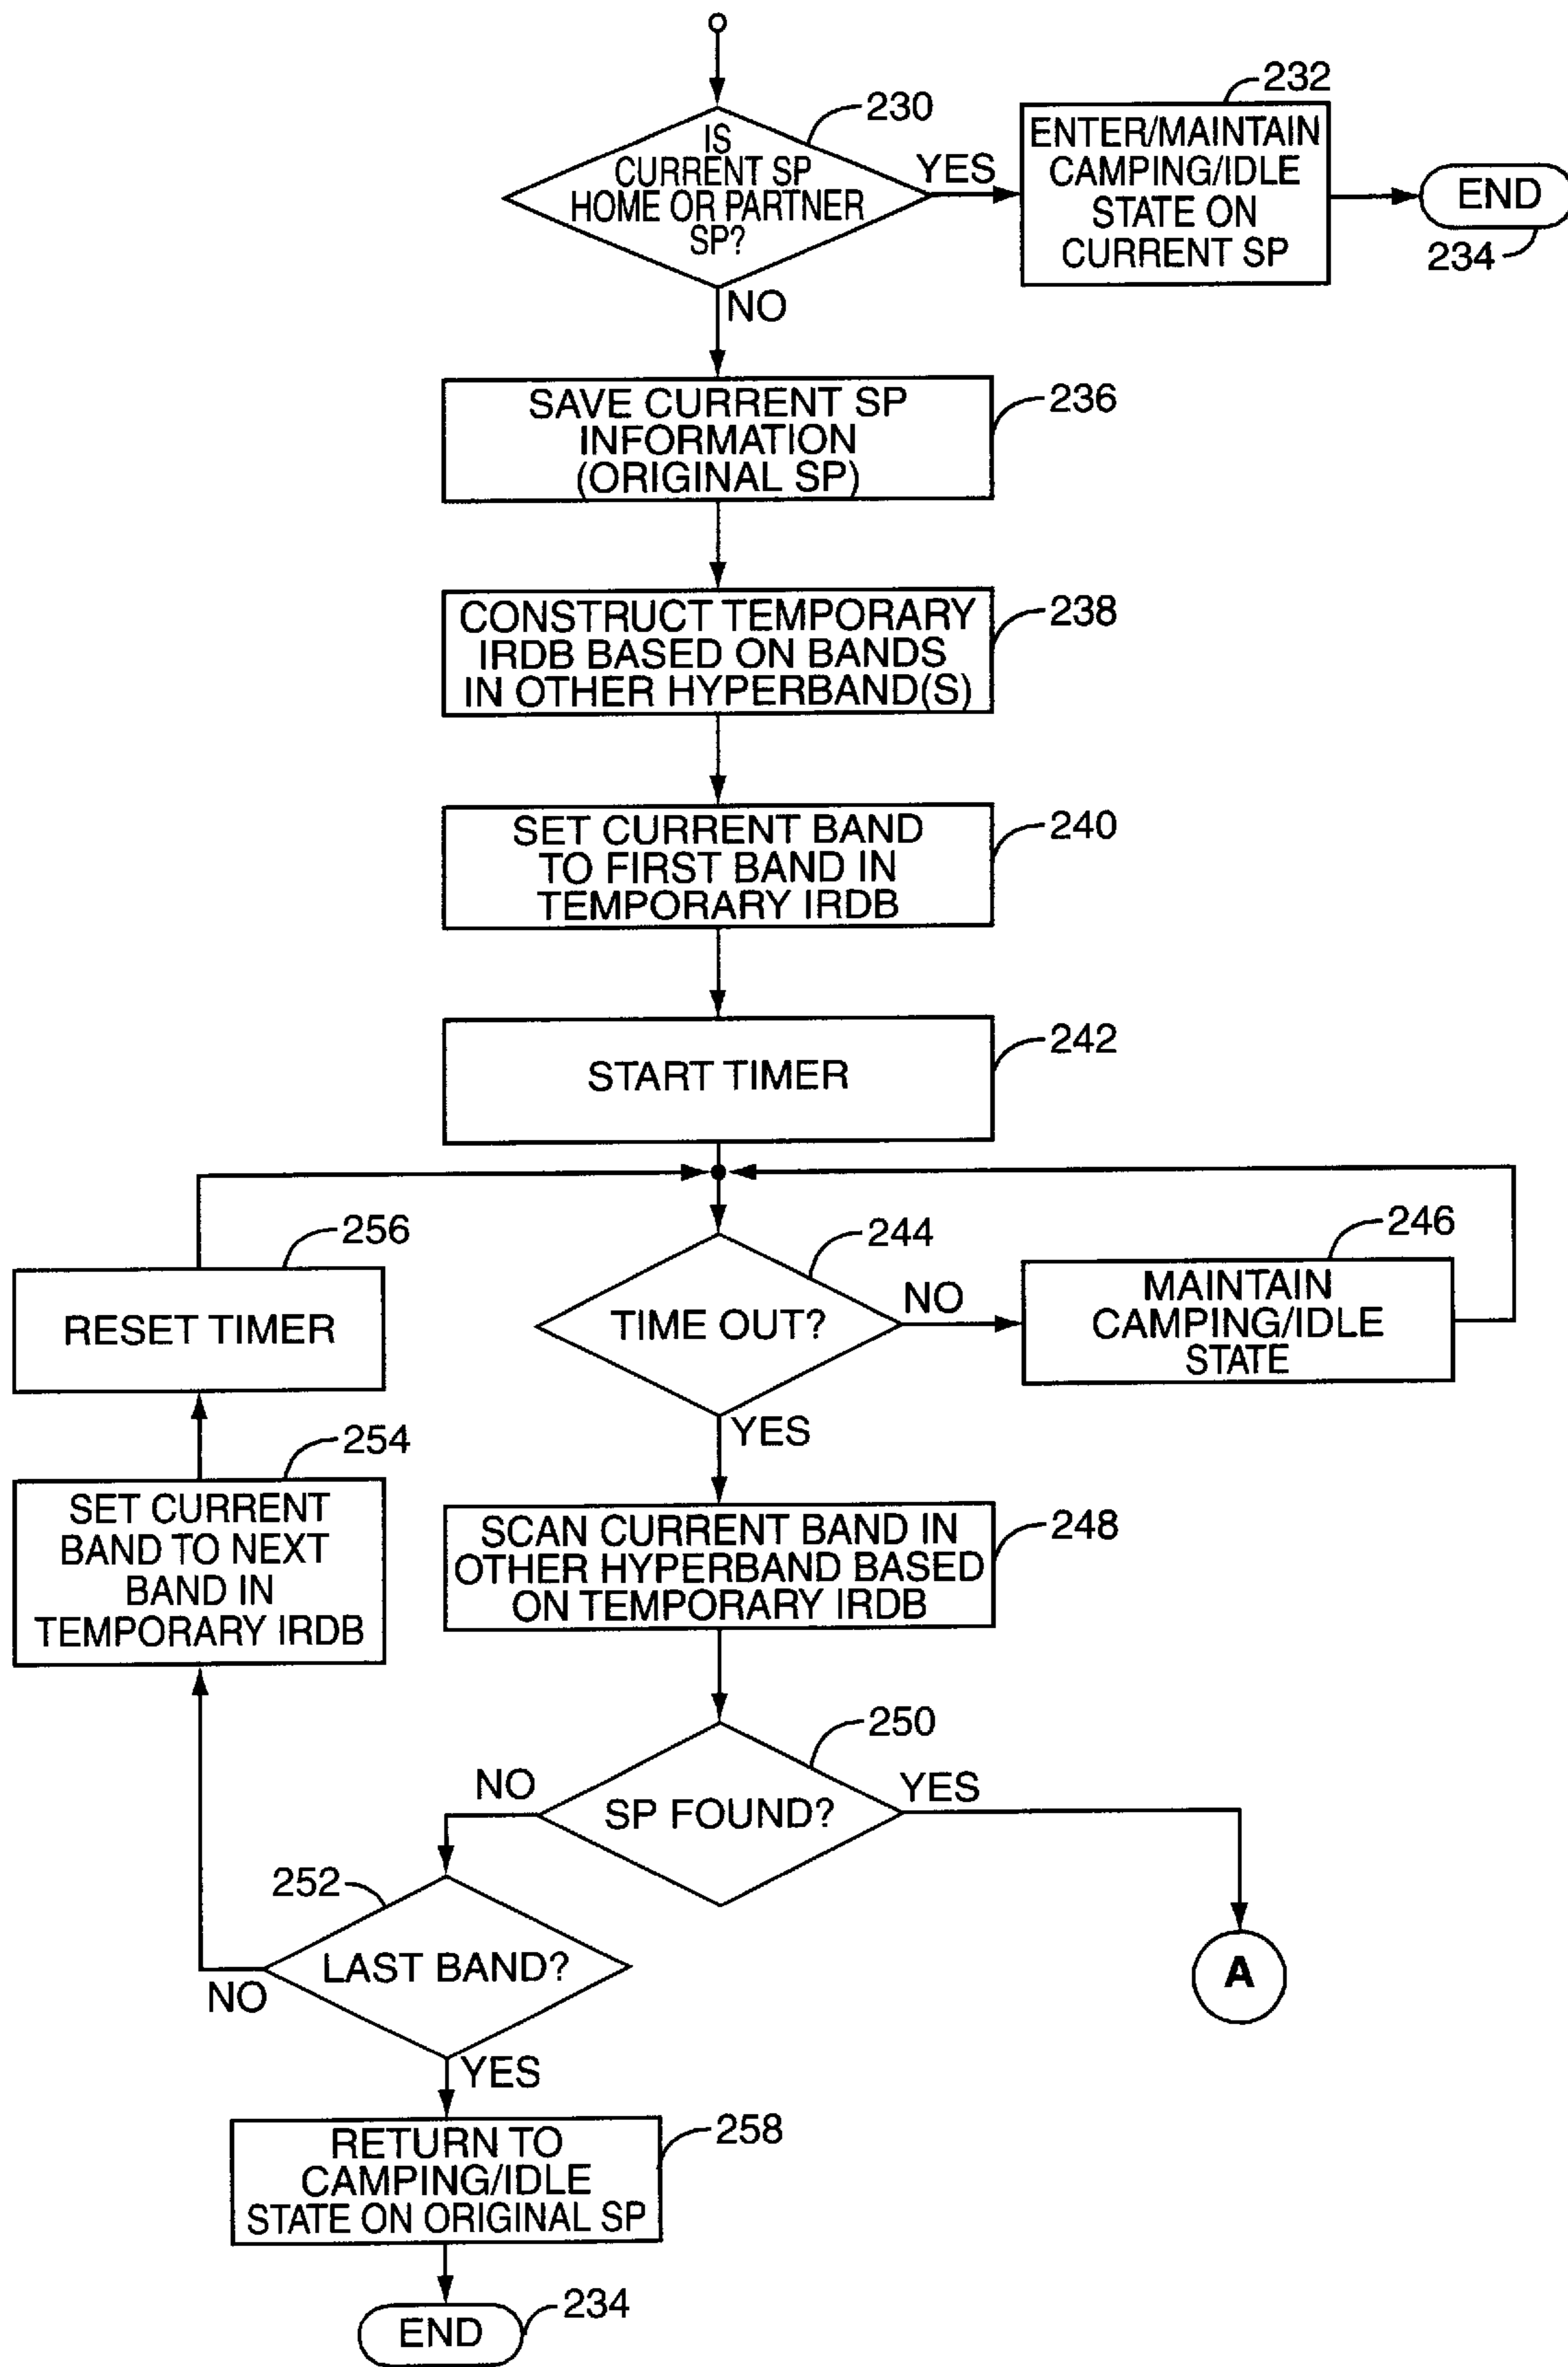 230
IS
CURRENT SP
HOME OR PARTNER
SP?
YES
232
ENTER/MAINTAIN
CAMPING/IDLE
STATE ON
CURRENT SP
END
234
NO
SAVE CURRENT SP
INFORMATION
(ORIGINAL SP)
236
CONSTRUCT TEMPORARY
IRDB BASED ON BANDS
IN OTHER HYPERBAND(S)
238
SET CURRENT BAND
TO FIRST BAND IN
TEMPORARY IRDB
240
START TIMER
242
256
RESET TIMER
244
TIME OUT?
NO
246
MAINTAIN
CAMPING/IDLE
STATE
YES
254
SET CURRENT
BAND TO NEXT
BAND IN
TEMPORARY IRDB
SCAN CURRENT BAND IN
OTHER HYPERBAND BASED
ON TEMPORARY IRDB
248
250
NO
SP FOUND?
YES
252
LAST BAND?
NO
A
YES
RETURN TO
CAMPING/IDLE
STATE ON ORIGINAL SP
258
END
234